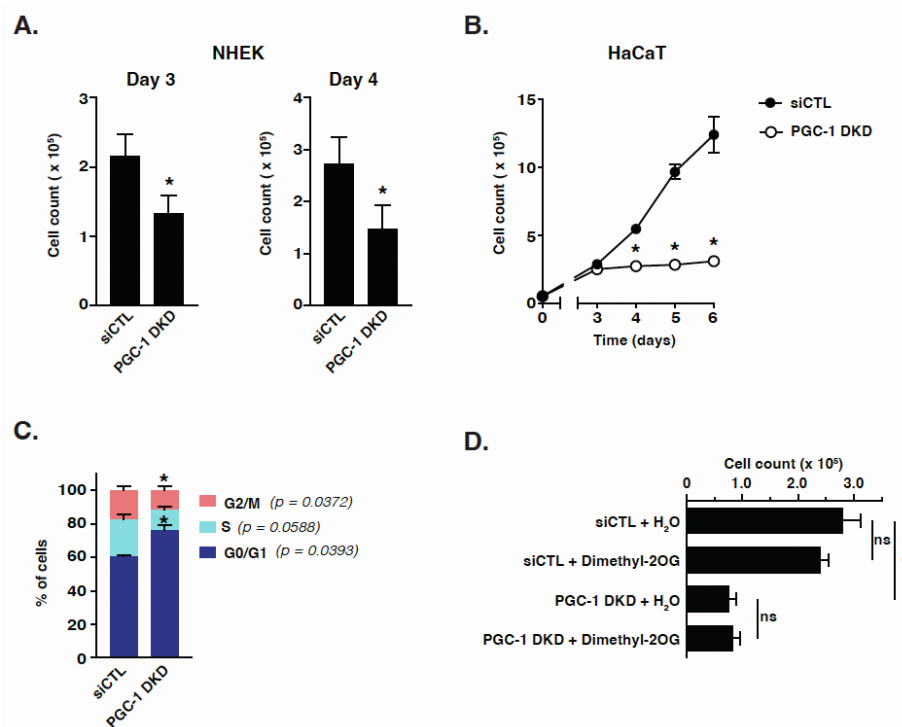 A.
NHEK
Day 3
Cell count ( x 10⁵)
3
2
1
0
*
siCTL
PGC-1 DKD
Day 4
Cell count ( x 10⁵)
4
3
2
1
0
*
siCTL
PGC-1 DKD
B.
HaCaT
Cell count ( x 10⁵)
15
10
5
0
* * *
0 3 4 5 6
Time (days)
siCTL
PGC-1 DKD
C.
% of cells
100
80
60
40
20
0
*
*
siCTL
PGC-1 DKD
G2/M (p = 0.0372)
S (p = 0.0588)
G0/G1 (p = 0.0393)
D.
Cell count (x 10⁵)
0 1.0 2.0 3.0
siCTL + H₂O
siCTL + Dimethyl-2OG
PGC-1 DKD + H₂O
PGC-1 DKD + Dimethyl-2OG
ns
ns